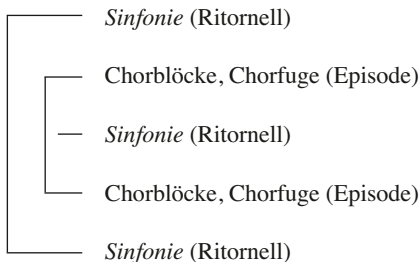 Sinfonie (Ritornell)
Chorblöcke, Chorfuge (Episode)
Sinfonie (Ritornell)
Chorblöcke, Chorfuge (Episode)
Sinfonie (Ritornell)